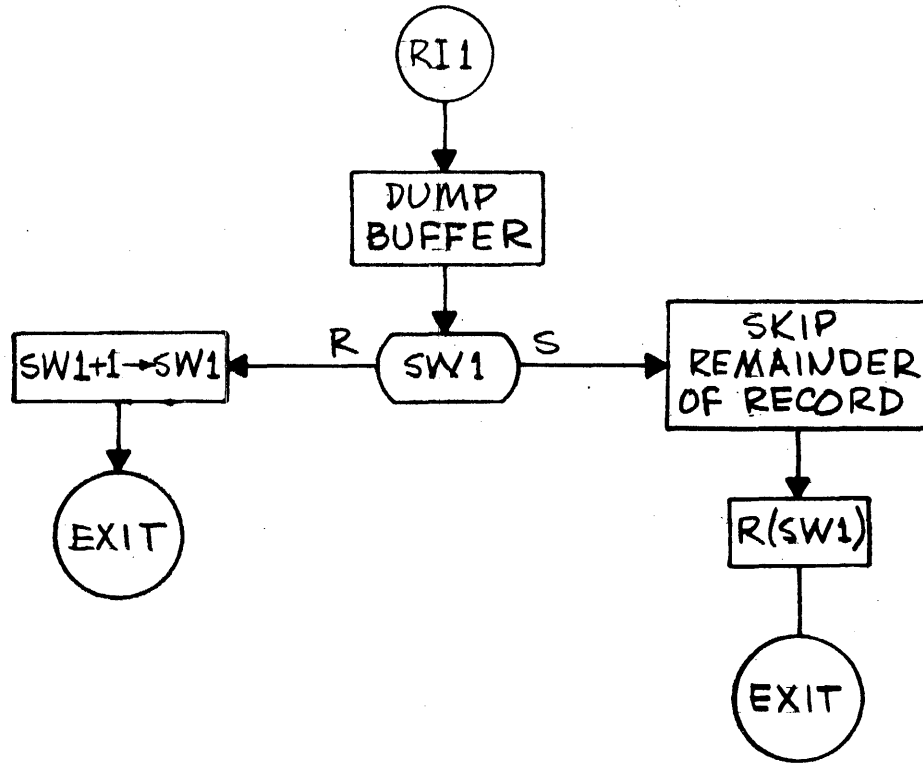 RI1
DUMP
BUFFER
R
SW1
S
SW1+1→SW1
SKIP
REMAINDER
OF RECORD
EXIT
R(SW1)
EXIT